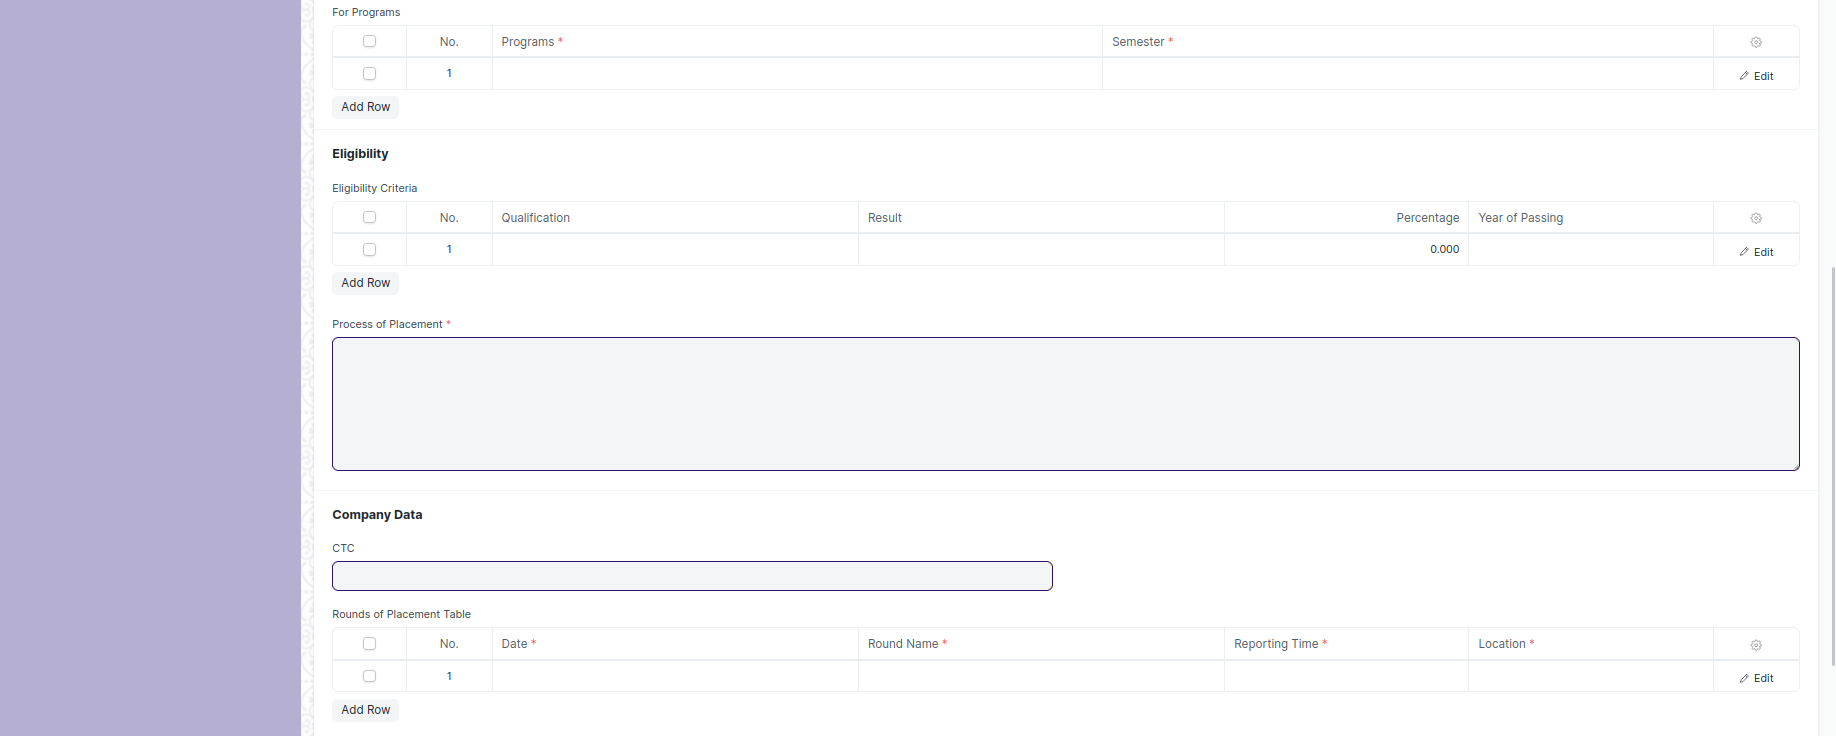 For Programs
No. Programs * Semester *
1 Edit
Add Row
Eligibility
Eligibility Criteria
No. Qualification Result Percentage Year of Passing
1 0.000 Edit
Add Row
Process of Placement *
Company Data
CTC
Rounds of Placement Table
No. Date * Round Name * Reporting Time * Location *
1 Edit
Add Row